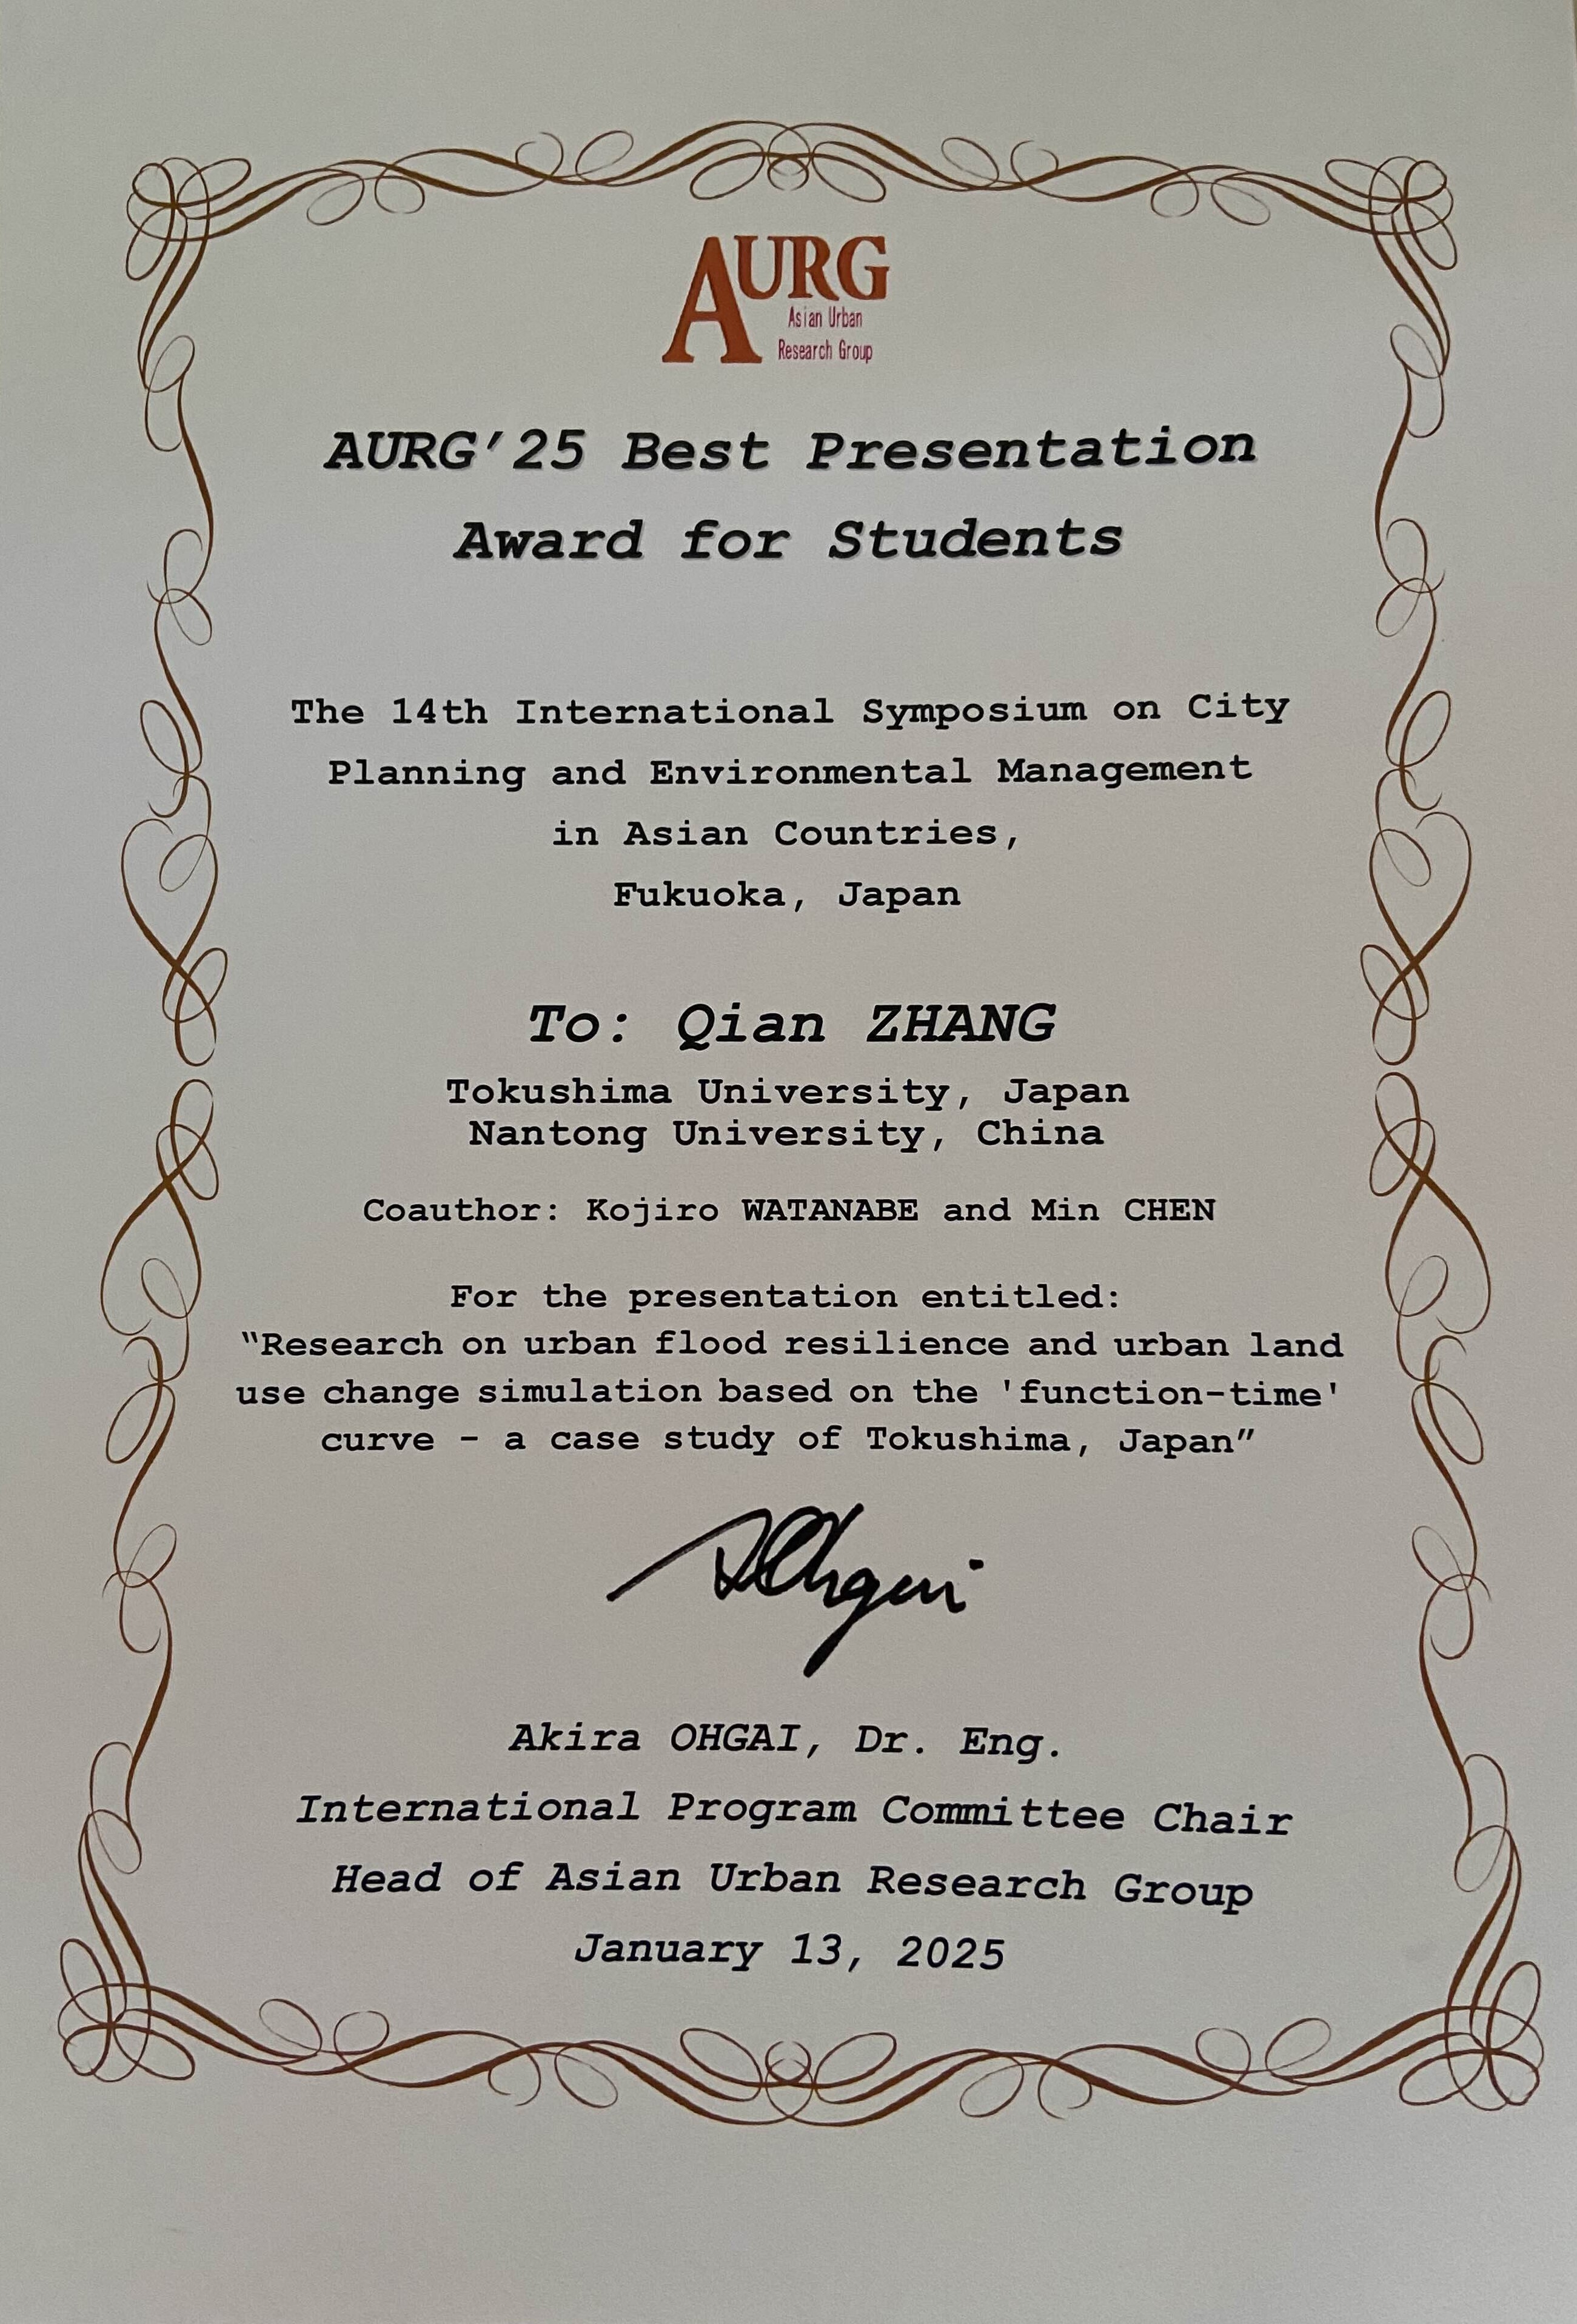 AURG
Asian Urban
Research Group
AURG'25 Best Presentation
Award for Students
The 14th International Symposium on City
Planning and Environmental Management
in Asian Countries,
Fukuoka, Japan
To: Qian ZHANG
Tokushima University, Japan
Nantong University, China
Coauthor: Kojiro WATANABE and Min CHEN
For the presentation entitled:
“Research on urban flood resilience and urban land
use change simulation based on the 'function-time'
curve - a case study of Tokushima, Japan”
AOhgai
Akira OHGAI, Dr. Eng.
International Program Committee Chair
Head of Asian Urban Research Group
January 13, 2025